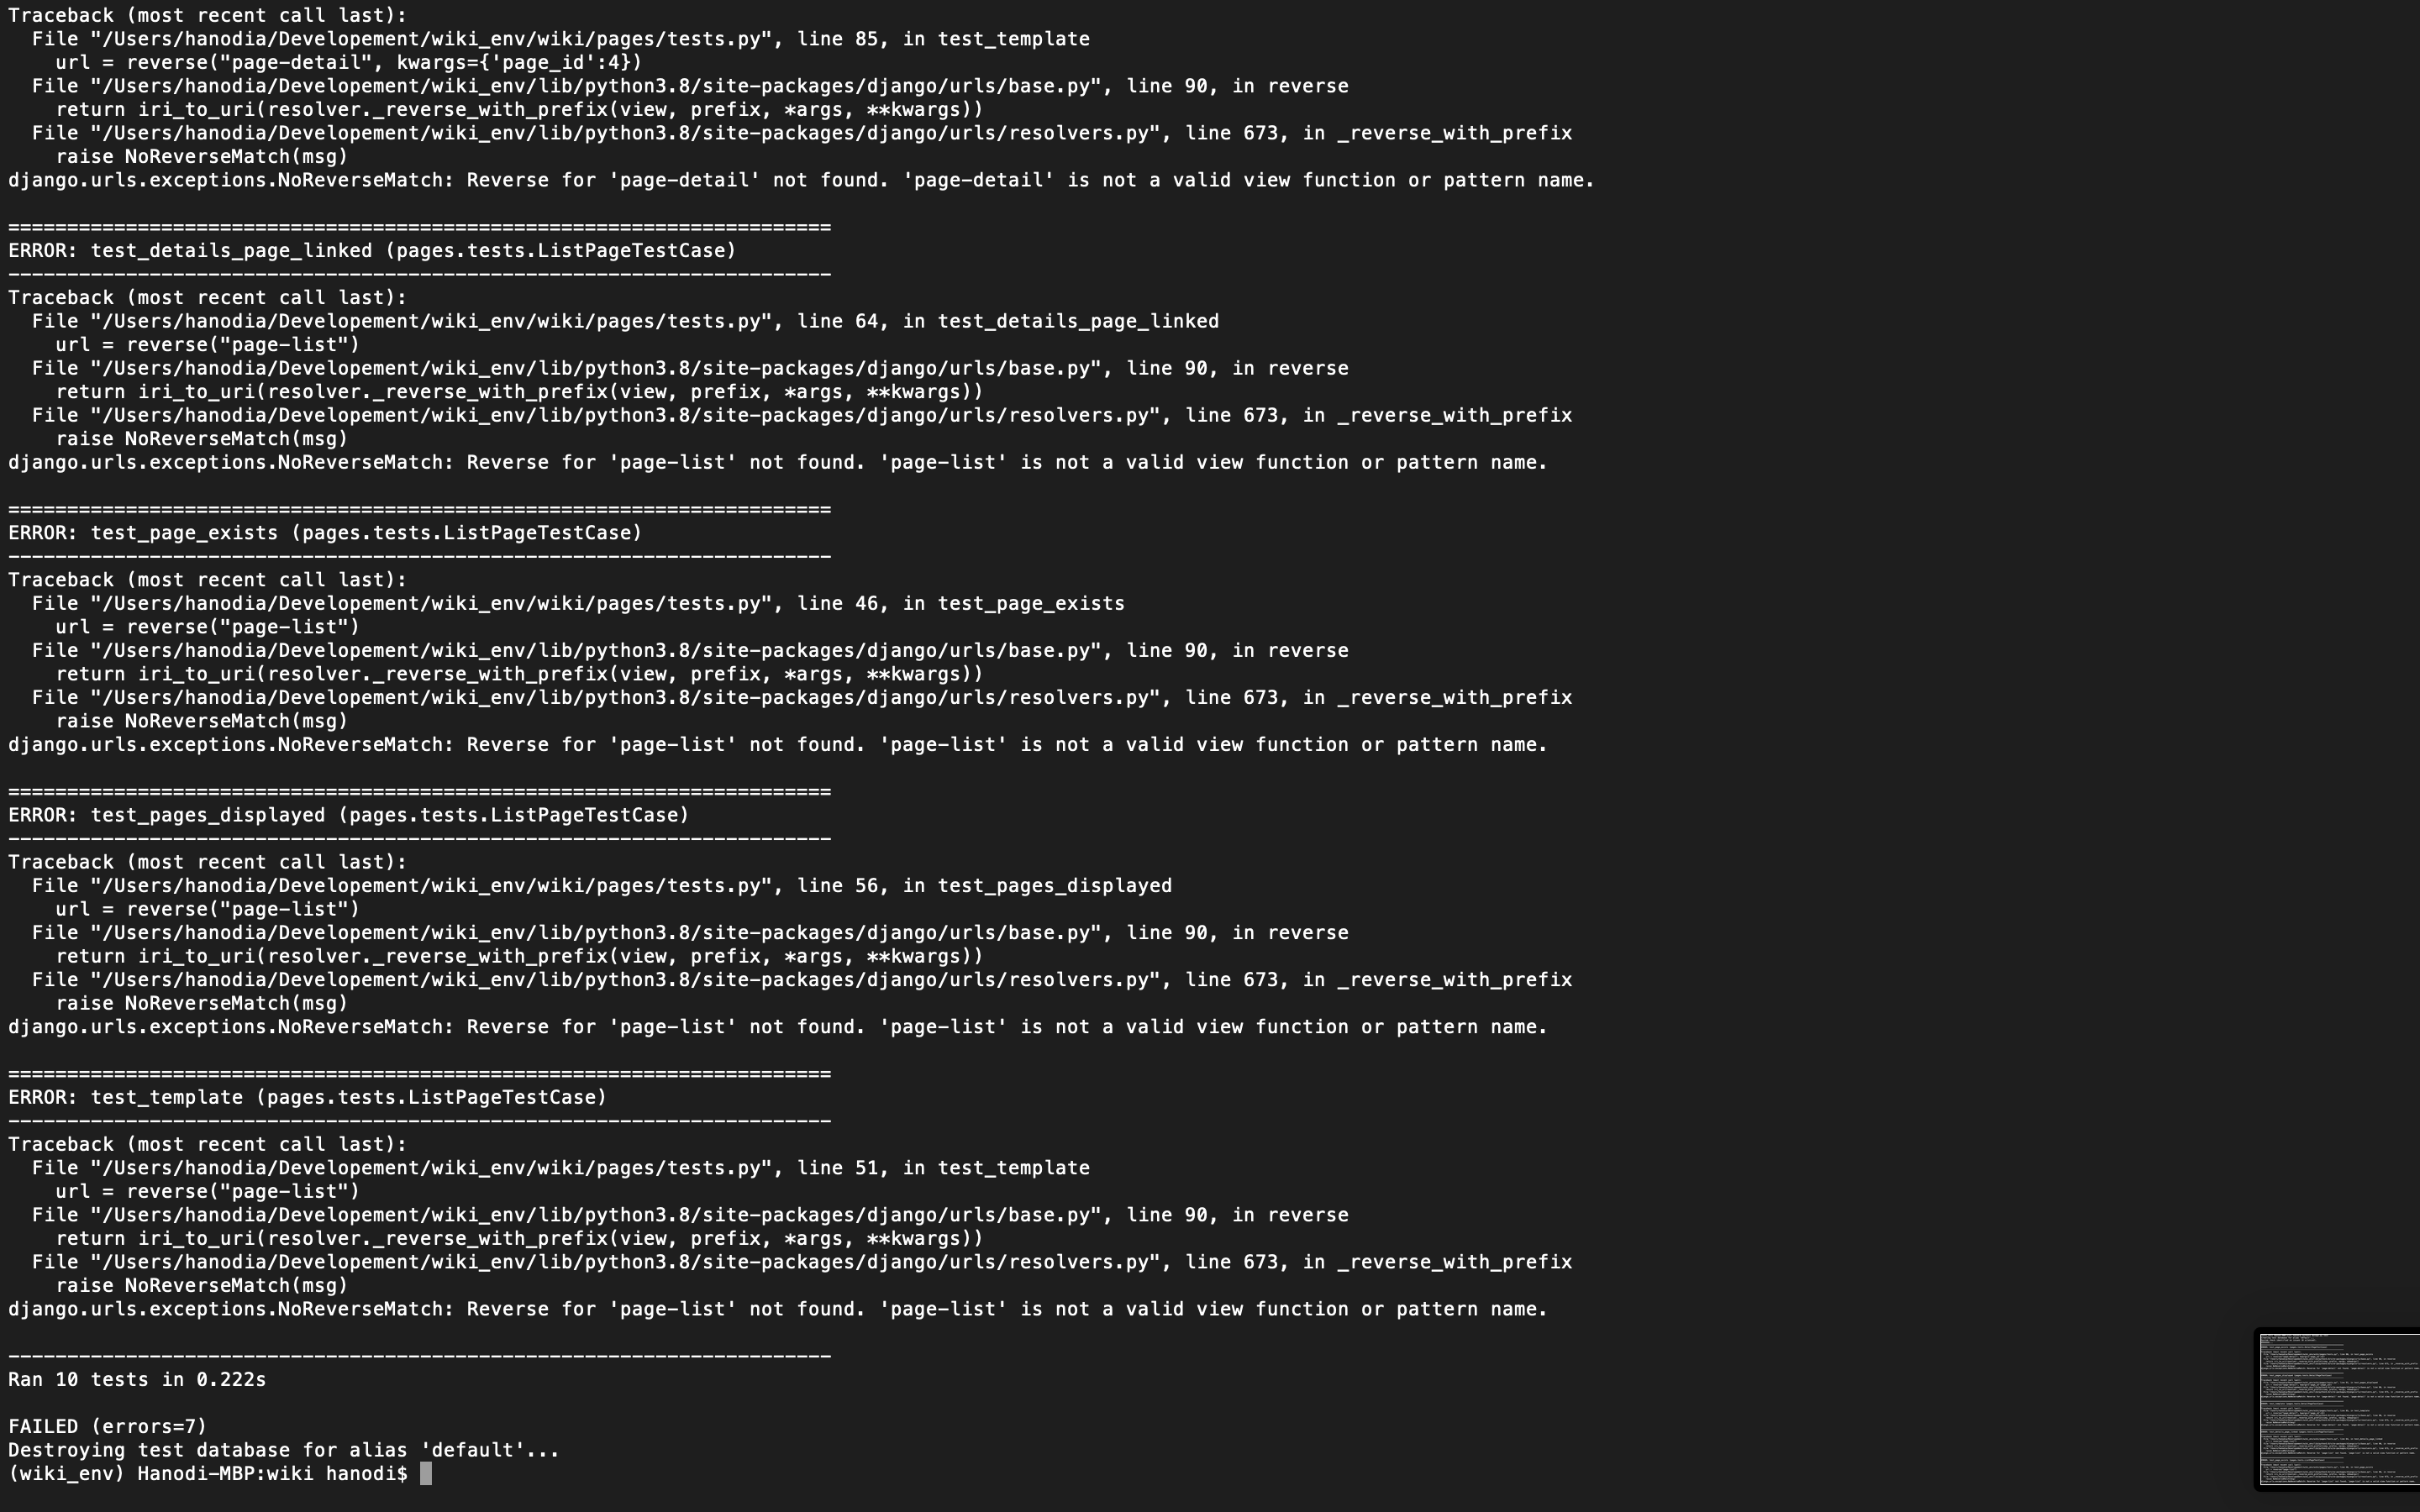 Traceback (most recent call last):
  File "/Users/hanodia/Developement/wiki_env/wiki/pages/tests.py", line 85, in test_template
    url = reverse("page-detail", kwargs={'page_id':4})
  File "/Users/hanodia/Developement/wiki_env/lib/python3.8/site-packages/django/urls/base.py", line 90, in reverse
    return iri_to_uri(resolver._reverse_with_prefix(view, prefix, *args, **kwargs))
  File "/Users/hanodia/Developement/wiki_env/lib/python3.8/site-packages/django/urls/resolvers.py", line 673, in _reverse_with_prefix
    raise NoReverseMatch(msg)
django.urls.exceptions.NoReverseMatch: Reverse for 'page-detail' not found. 'page-detail' is not a valid view function or pattern name.

======================================================================
ERROR: test_details_page_linked (pages.tests.ListPageTestCase)
----------------------------------------------------------------------
Traceback (most recent call last):
  File "/Users/hanodia/Developement/wiki_env/wiki/pages/tests.py", line 64, in test_details_page_linked
    url = reverse("page-list")
  File "/Users/hanodia/Developement/wiki_env/lib/python3.8/site-packages/django/urls/base.py", line 90, in reverse
    return iri_to_uri(resolver._reverse_with_prefix(view, prefix, *args, **kwargs))
  File "/Users/hanodia/Developement/wiki_env/lib/python3.8/site-packages/django/urls/resolvers.py", line 673, in _reverse_with_prefix
    raise NoReverseMatch(msg)
django.urls.exceptions.NoReverseMatch: Reverse for 'page-list' not found. 'page-list' is not a valid view function or pattern name.

======================================================================
ERROR: test_page_exists (pages.tests.ListPageTestCase)
----------------------------------------------------------------------
Traceback (most recent call last):
  File "/Users/hanodia/Developement/wiki_env/wiki/pages/tests.py", line 46, in test_page_exists
    url = reverse("page-list")
  File "/Users/hanodia/Developement/wiki_env/lib/python3.8/site-packages/django/urls/base.py", line 90, in reverse
    return iri_to_uri(resolver._reverse_with_prefix(view, prefix, *args, **kwargs))
  File "/Users/hanodia/Developement/wiki_env/lib/python3.8/site-packages/django/urls/resolvers.py", line 673, in _reverse_with_prefix
    raise NoReverseMatch(msg)
django.urls.exceptions.NoReverseMatch: Reverse for 'page-list' not found. 'page-list' is not a valid view function or pattern name.

======================================================================
ERROR: test_pages_displayed (pages.tests.ListPageTestCase)
----------------------------------------------------------------------
Traceback (most recent call last):
  File "/Users/hanodia/Developement/wiki_env/wiki/pages/tests.py", line 56, in test_pages_displayed
    url = reverse("page-list")
  File "/Users/hanodia/Developement/wiki_env/lib/python3.8/site-packages/django/urls/base.py", line 90, in reverse
    return iri_to_uri(resolver._reverse_with_prefix(view, prefix, *args, **kwargs))
  File "/Users/hanodia/Developement/wiki_env/lib/python3.8/site-packages/django/urls/resolvers.py", line 673, in _reverse_with_prefix
    raise NoReverseMatch(msg)
django.urls.exceptions.NoReverseMatch: Reverse for 'page-list' not found. 'page-list' is not a valid view function or pattern name.

======================================================================
ERROR: test_template (pages.tests.ListPageTestCase)
----------------------------------------------------------------------
Traceback (most recent call last):
  File "/Users/hanodia/Developement/wiki_env/wiki/pages/tests.py", line 51, in test_template
    url = reverse("page-list")
  File "/Users/hanodia/Developement/wiki_env/lib/python3.8/site-packages/django/urls/base.py", line 90, in reverse
    return iri_to_uri(resolver._reverse_with_prefix(view, prefix, *args, **kwargs))
  File "/Users/hanodia/Developement/wiki_env/lib/python3.8/site-packages/django/urls/resolvers.py", line 673, in _reverse_with_prefix
    raise NoReverseMatch(msg)
django.urls.exceptions.NoReverseMatch: Reverse for 'page-list' not found. 'page-list' is not a valid view function or pattern name.

----------------------------------------------------------------------
Ran 10 tests in 0.222s

FAILED (errors=7)
Destroying test database for alias 'default'...
(wiki_env) Hanodi-MBP:wiki hanodi$